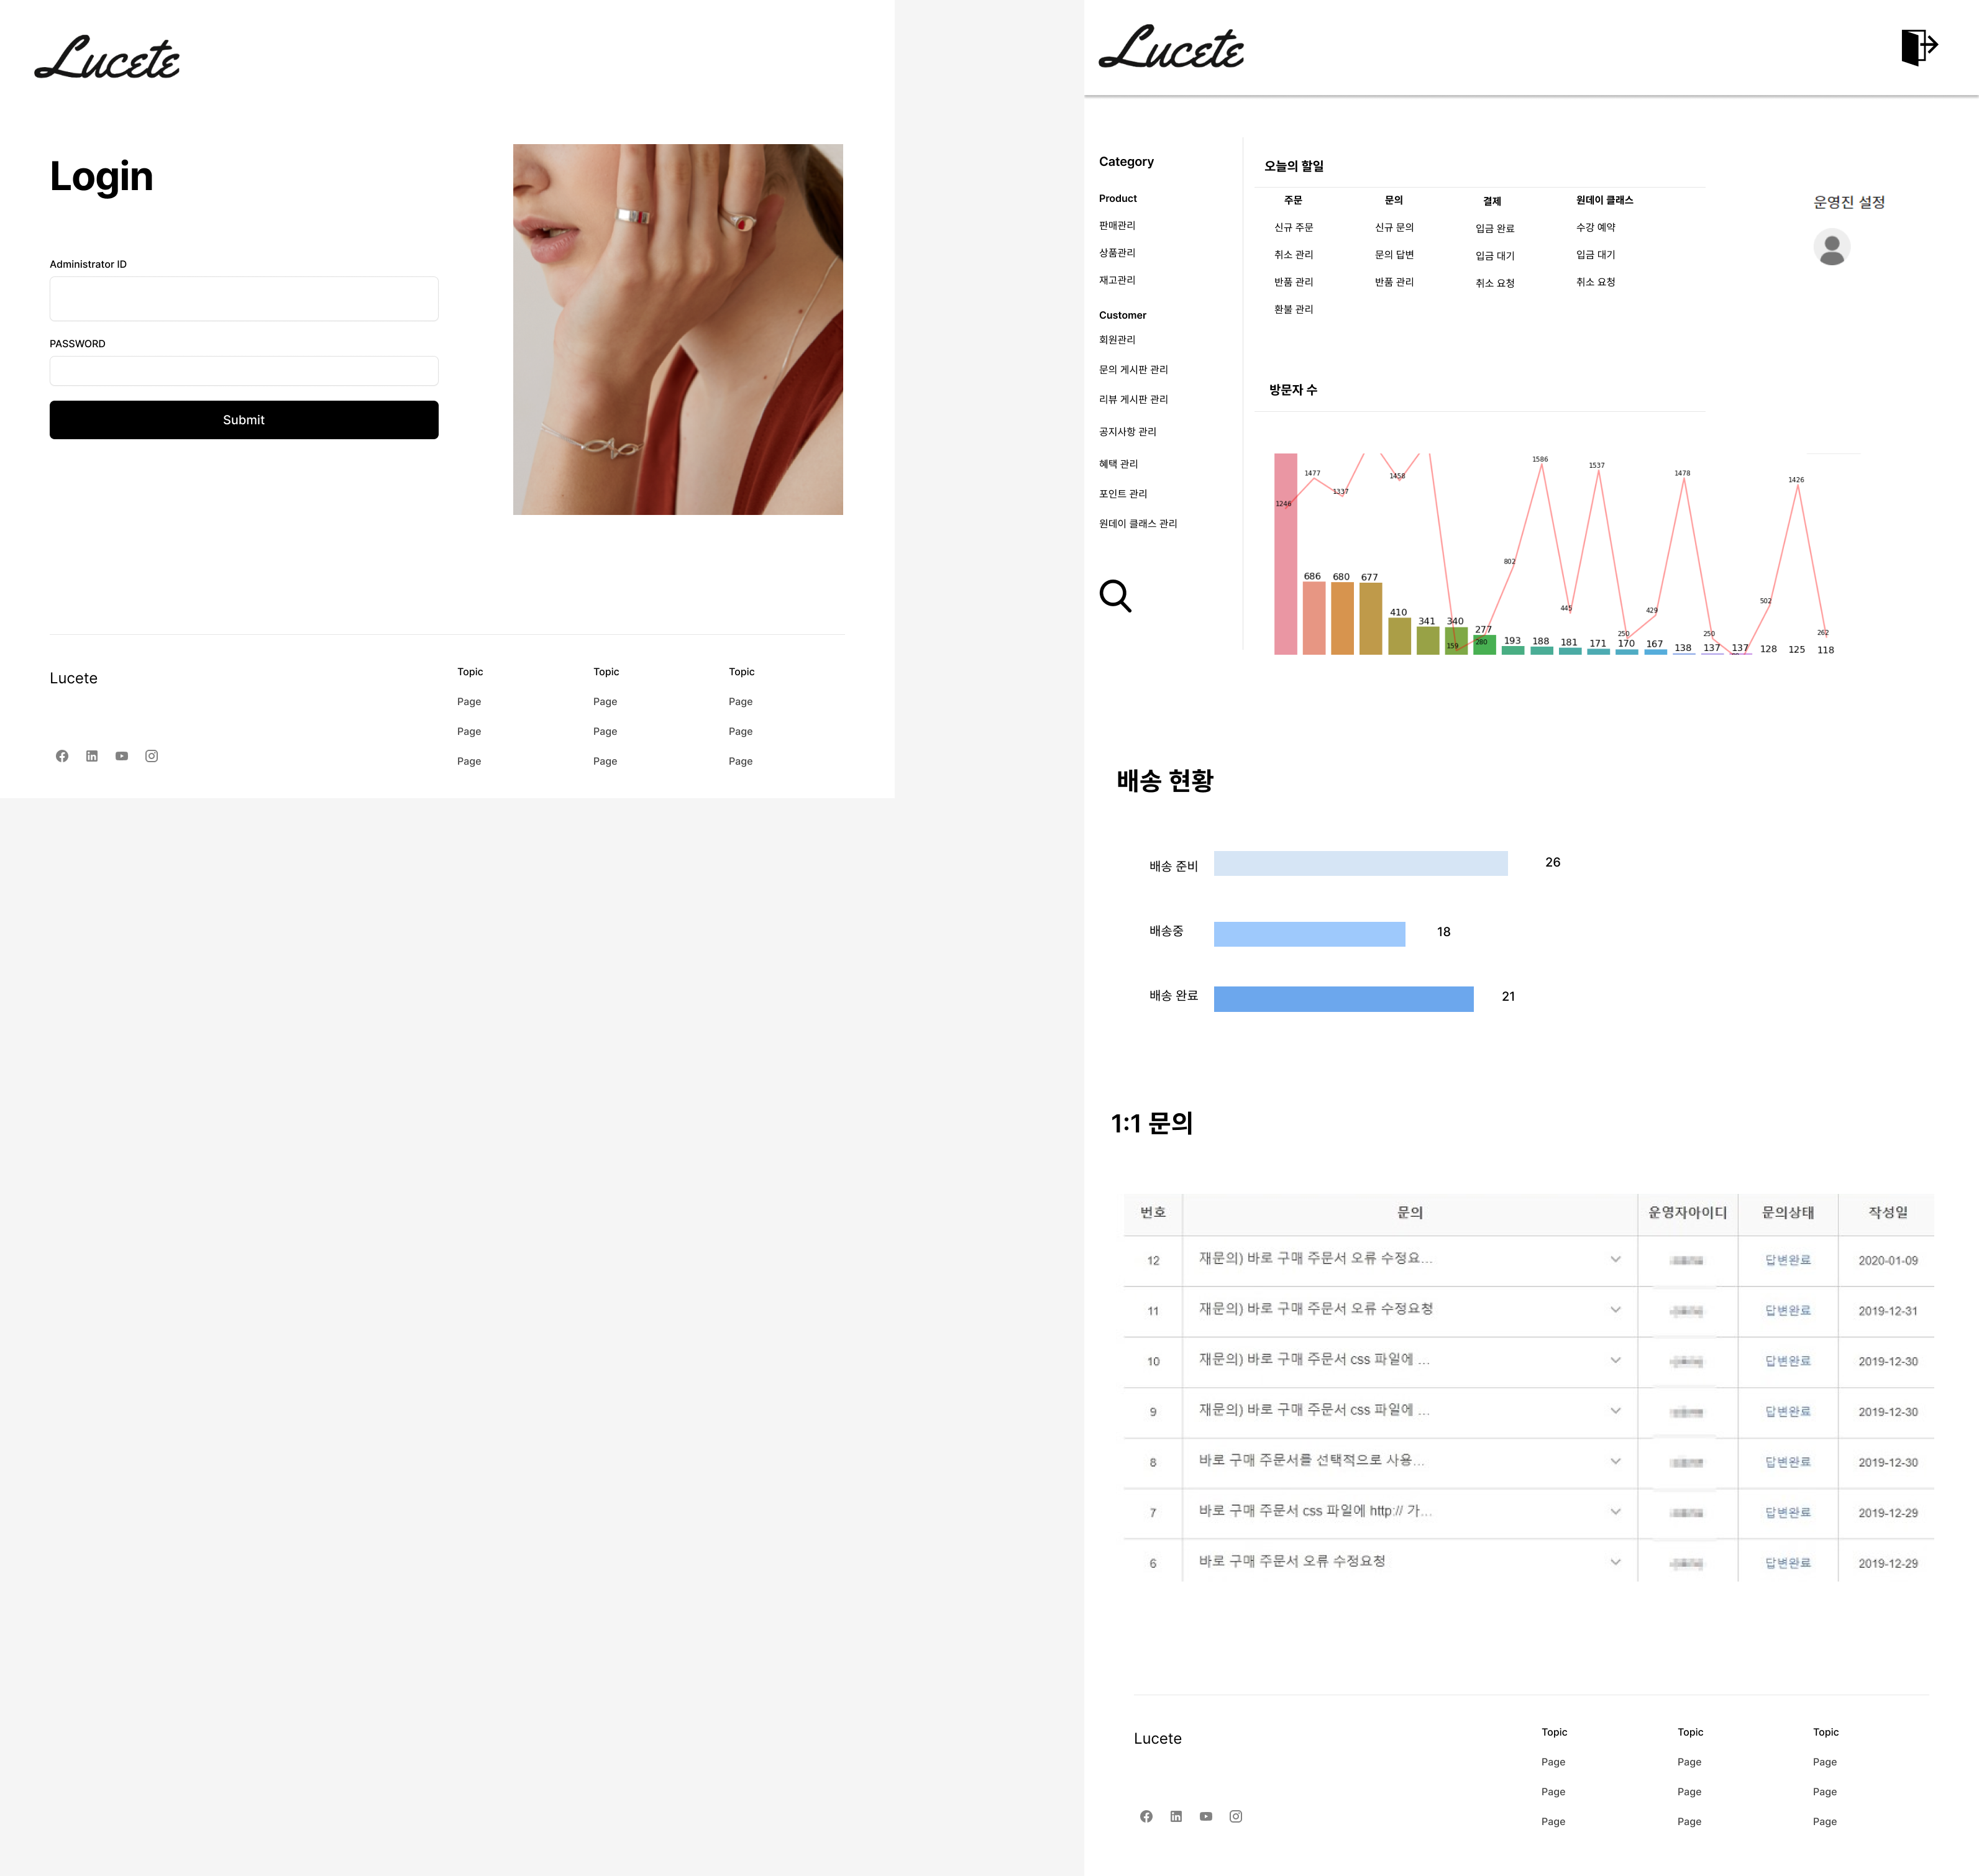 Lucete
Login
Administrator ID
PASSWORD
Submit
Lucete
Topic
Page
Page
Page
Topic
Page
Page
Page
Topic
Page
Page
Page
Lucete
Category
Product
판매관리
상품관리
재고관리
Customer
회원관리
문의 게시판 관리
리뷰 게시판 관리
공지사항 관리
혜택 관리
포인트 관리
원데이 클래스 관리
오늘의 할일
주문
신규 주문
취소 관리
반품 관리
환불 관리
문의
신규 문의
문의 답변
반품 관리
결제
입금 완료
입금 대기
취소 요청
원데이 클래스
수강 예약
입금 대기
취소 요청
운영진 설정
방문자 수
1246 1477 1337 1458 159 280 802 1586 445 1537 250 429 1478 250 502 1426 262
686 680 677 410 341 340 277 193 188 181 171 170 167 138 137 137 128 125 118
배송 현황
배송 준비 26
배송중 18
배송 완료 21
1:1 문의
번호 문의 운영자아이디 문의상태 작성일
12 재문의) 바로 구매 주문서 오류 수정요... 답변완료 2020-01-09
11 재문의) 바로 구매 주문서 오류 수정요청 답변완료 2019-12-31
10 재문의) 바로 구매 주문서 css 파일에 ... 답변완료 2019-12-30
9 재문의) 바로 구매 주문서 css 파일에 ... 답변완료 2019-12-30
8 바로 구매 주문서를 선택적으로 사용... 답변완료 2019-12-30
7 바로 구매 주문서 css 파일에 http:// 가... 답변완료 2019-12-29
6 바로 구매 주문서 오류 수정요청 답변완료 2019-12-29
Lucete
Topic
Page
Page
Page
Topic
Page
Page
Page
Topic
Page
Page
Page